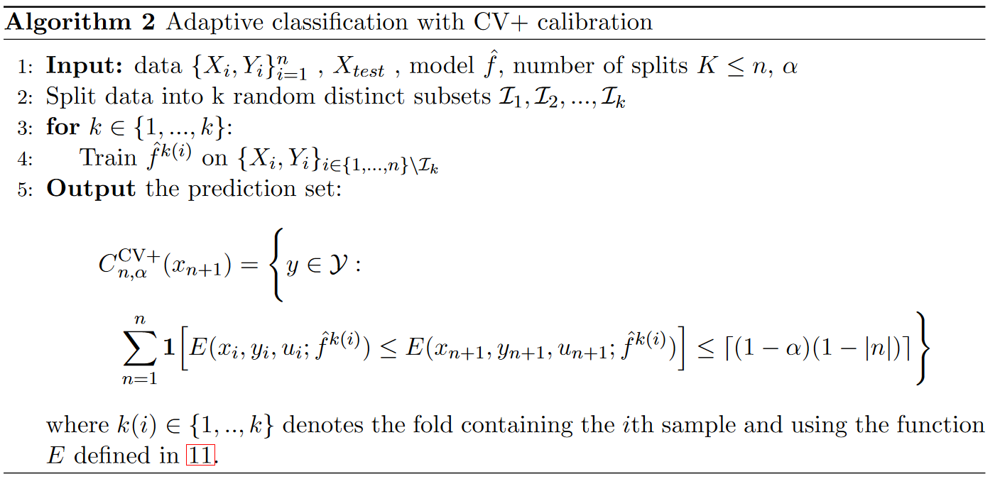 Algorithm 2 Adaptive classification with CV+ calibration
1: Input: data $\{X_i, Y_i\}_{i=1}^n$ , $X_{test}$ , model $\hat{f}$, number of splits $K \leq n$, $\alpha$
2: Split data into k random distinct subsets $\mathcal{I}_1, \mathcal{I}_2, ..., \mathcal{I}_k$
3: for $k \in \{1, ..., k\}$:
4: Train $\hat{f}^{k(i)}$ on $\{X_i, Y_i\}_{i \in \{1,...,n\} \setminus \mathcal{I}_k}$
5: Output the prediction set:
$C_{n,\alpha}^{\text{CV+}}(x_{n+1}) = \Big\{ y \in \mathcal{Y} :$
$\sum_{n=1}^{n} \mathbf{1}\Big[ E(x_i, y_i, u_i; \hat{f}^{k(i)}) \leq E(x_{n+1}, y_{n+1}, u_{n+1}; \hat{f}^{k(i)}) \Big] \leq \lceil (1 - \alpha)(1 - |n|) \rceil \Big\}$
where $k(i) \in \{1, .., k\}$ denotes the fold containing the $i$th sample and using the function
$E$ defined in 11.